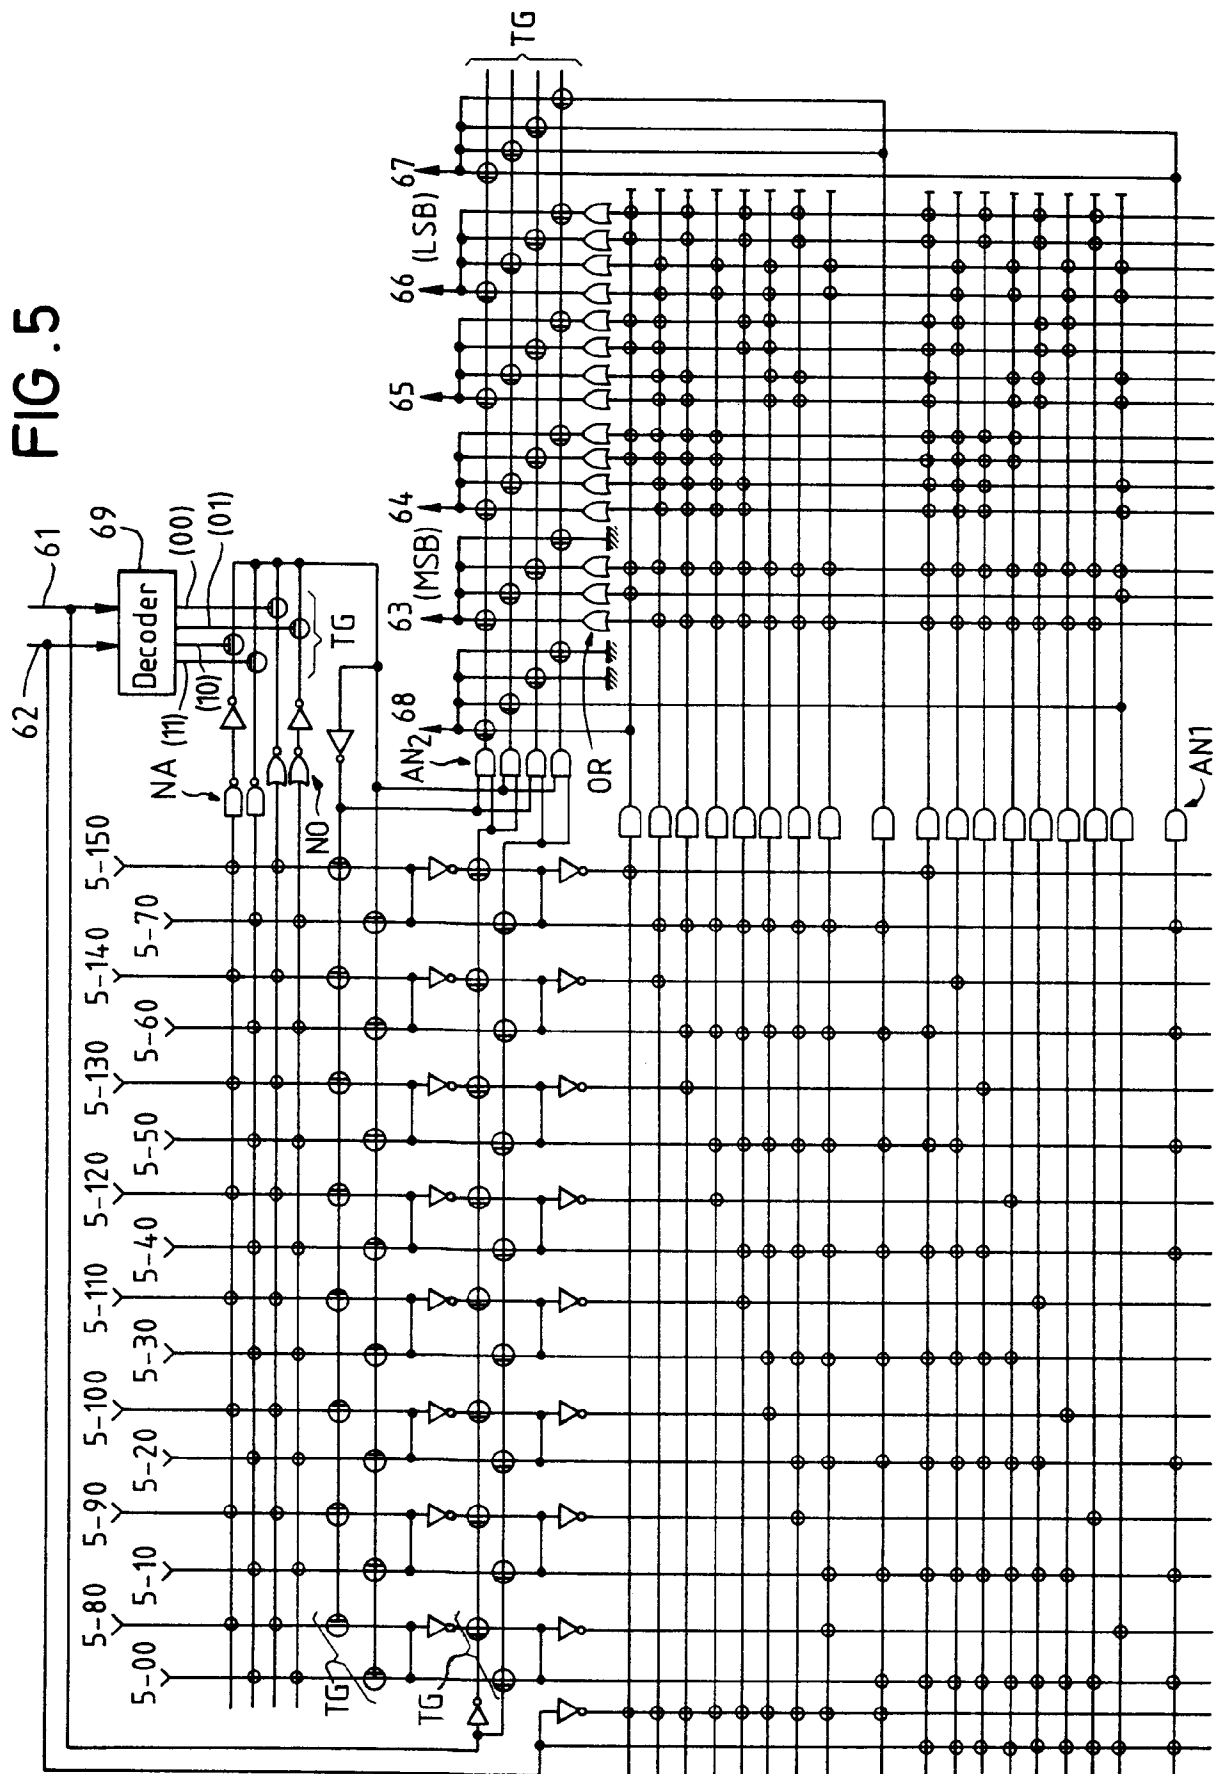 FIG. 5
61
62
Decoder
69
(00)
(01)
(10)
(11)
NA
NO
TG
TG
TG
TG
5-150
5-70
5-140
5-60
5-130
5-50
5-120
5-40
5-110
5-30
5-100
5-20
5-90
5-10
5-80
5-00
AN2
68
63
(MSB)
64
65
66
(LSB)
67
OR
AN1